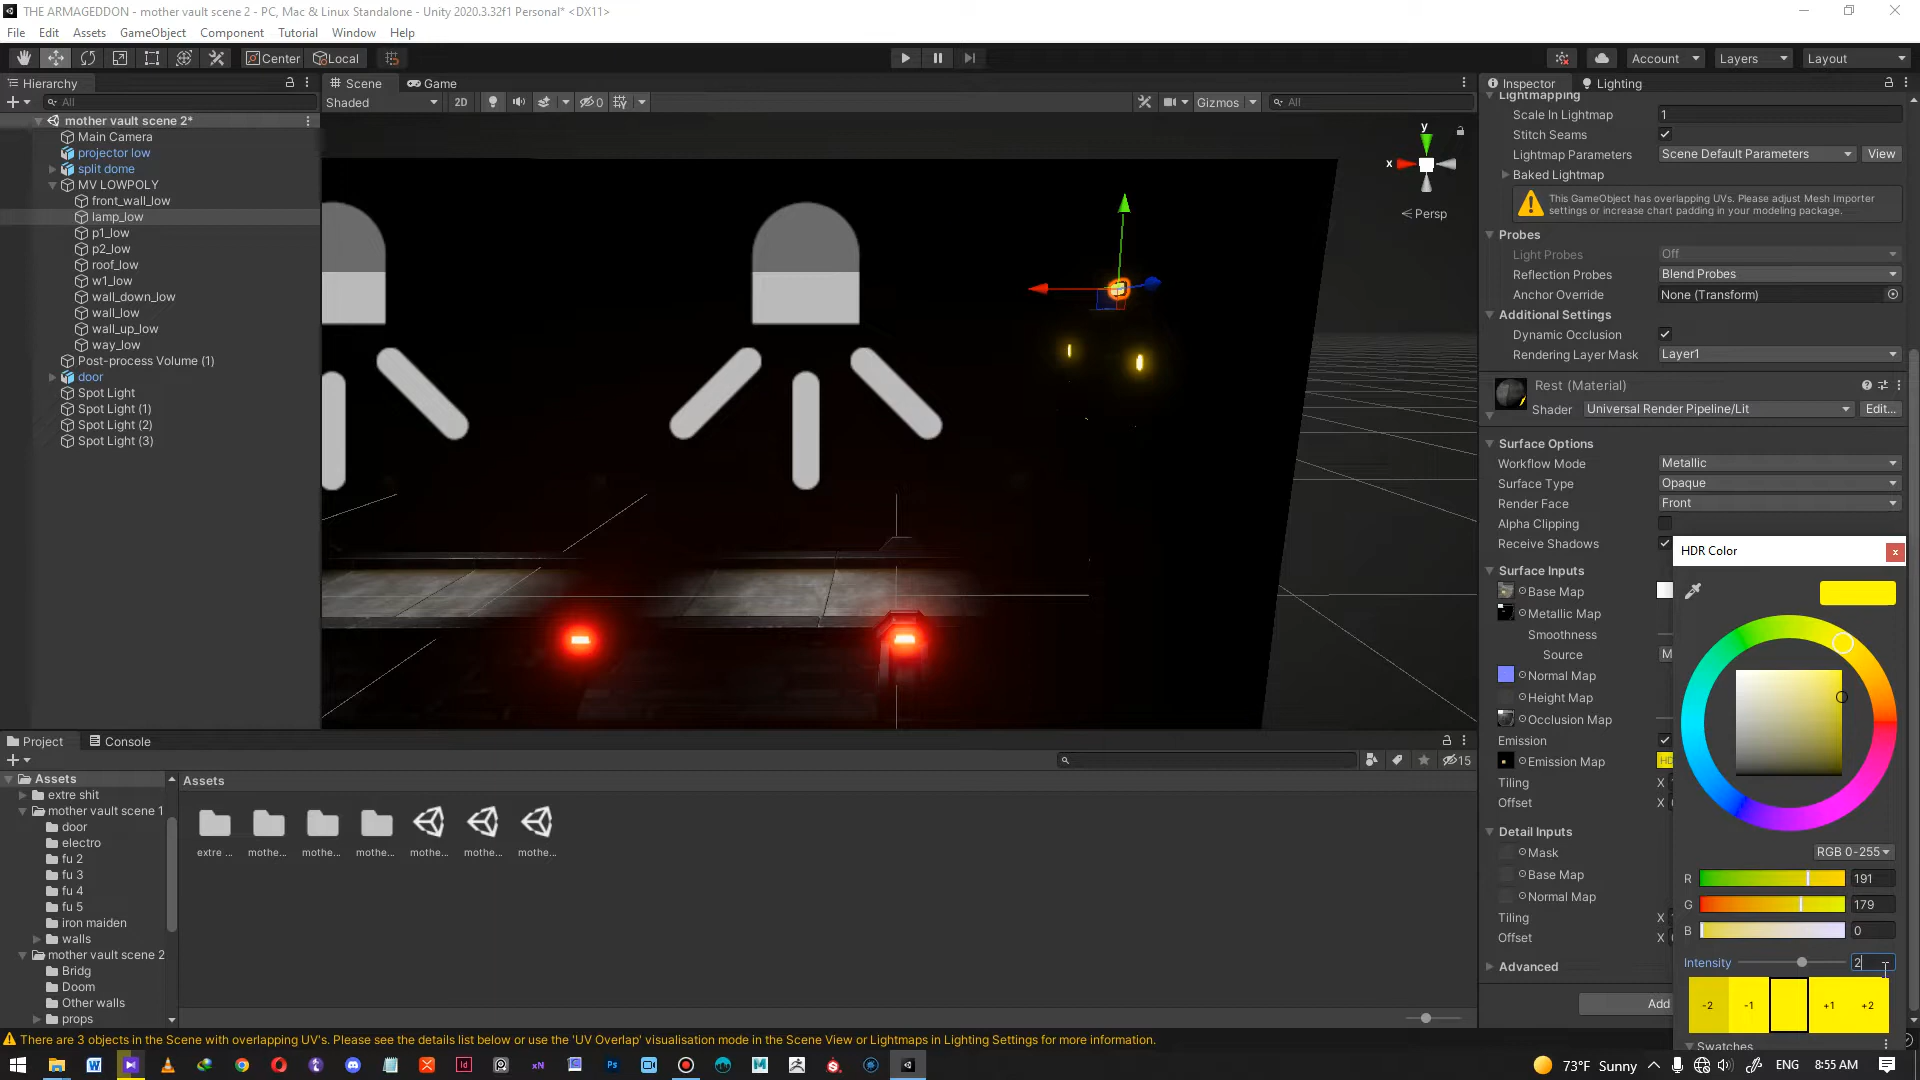 THE ARMAGEDDON - mother vault scene 2 - PC, Mac & Linux Standalone - Unity 2020.3.32f1 Personal* <DX11>
File Edit Assets GameObject Component Tutorial Window Help
Center Local Account Layers Layout
Hierarchy
All
mother vault scene 2*
Main Camera
projector low
split dome
MV LOWPOLY
front_wall_low
lamp_low
p1_low
p2_low
roof_low
w1_low
wall_down_low
wall_low
wall_up_low
way_low
Post-process Volume (1)
door
Spot Light
Spot Light (1)
Spot Light (2)
Spot Light (3)
Scene Game
Shaded 2D 0 Gizmos All
y
x
Persp
Inspector Lighting
Lightmapping
Scale In Lightmap 1
Stitch Seams
Lightmap Parameters Scene Default Parameters View
Baked Lightmap
This GameObject has overlapping UVs. Please adjust Mesh Importer
settings or increase chart padding in your modeling package.
Probes
Light Probes Off
Reflection Probes Blend Probes
Anchor Override None (Transform)
Additional Settings
Dynamic Occlusion
Rendering Layer Mask Layer1
Rest (Material)
Shader Universal Render Pipeline/Lit Edit...
Surface Options
Workflow Mode Metallic
Surface Type Opaque
Render Face Front
Alpha Clipping
Receive Shadows
Surface Inputs
Base Map
Metallic Map
Smoothness
Source M
Normal Map
Height Map
Occlusion Map
Emission
Emission Map
Tiling X
Offset X
Detail Inputs
Mask
Base Map
Normal Map
Tiling X
Offset X
Advanced
Add
HDR Color
RGB 0-255
R 191
G 179
B 0
Intensity 2
-2 -1 +1 +2
Swatches
Project Console
15
Assets
extre shit
mother vault scene 1
door
electro
fu 2
fu 3
fu 4
fu 5
iron maiden
walls
mother vault scene 2
Bridg
Doom
Other walls
props
Assets
extre ... mothe... mothe... mothe... mothe... mothe... mothe...
There are 3 objects in the Scene with overlapping UV's. Please see the details list below or use the 'UV Overlap' visualisation mode in the Scene View or Lightmaps in Lighting Settings for more information.
73°F Sunny ENG 8:55 AM